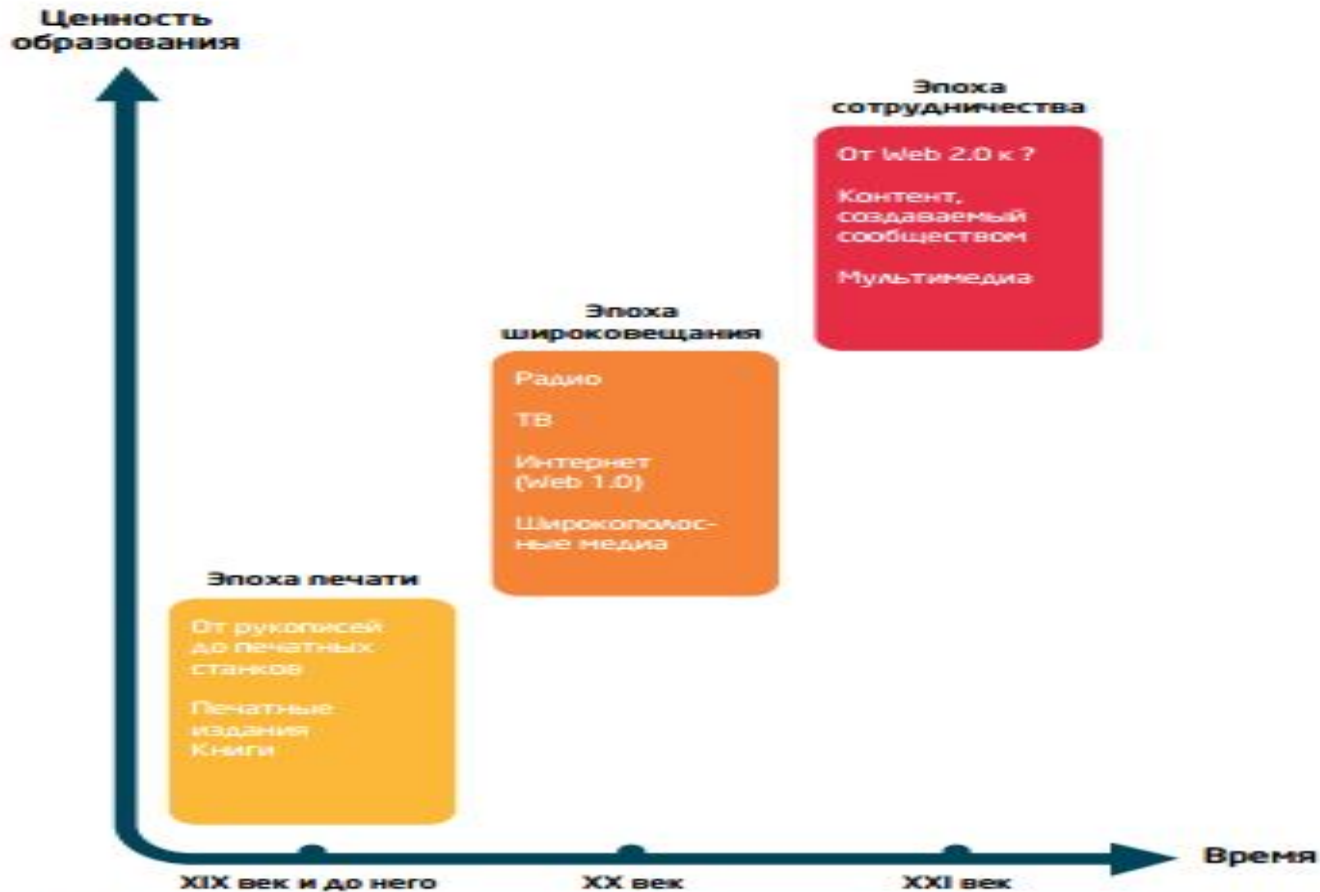 Ценность
образования
Эпоха
сотрудничества
От Web 2.0 к ?
Контент,
создаваемый
сообществом
Мультимедиа
Эпоха
широковещания
Радио
ТВ
Интернет
(Web 1.0)
Широкополос-
ные медиа
Эпоха печати
От рукописей
до печатных
станков
Печатные
издания
Книги
Время
XIX век и до него
XX век
XXI век